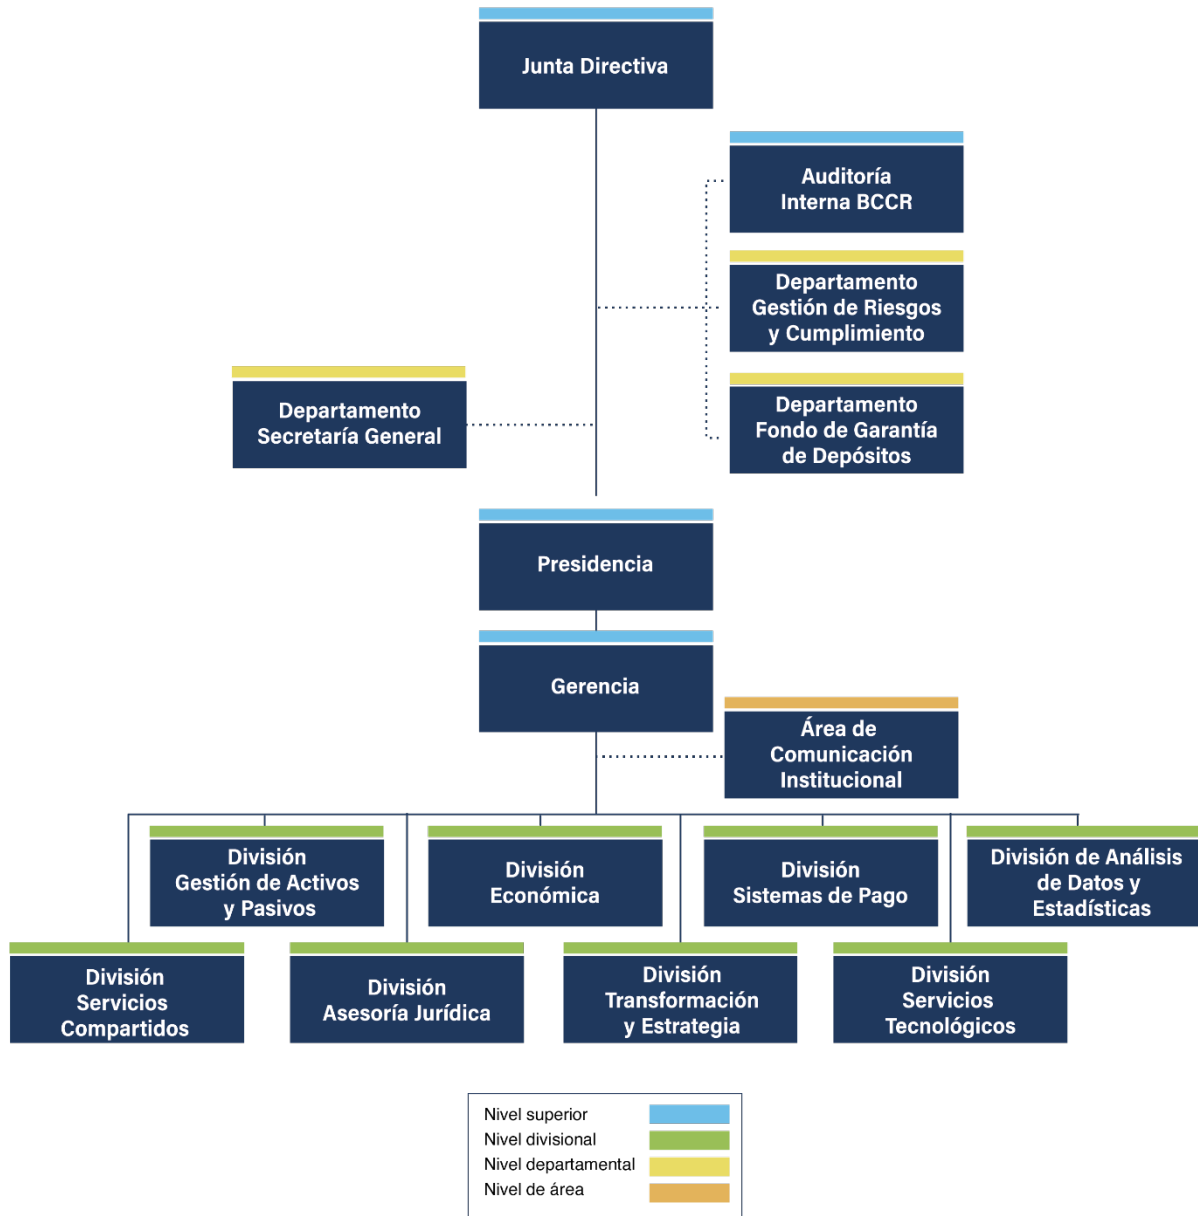 Junta Directiva
Auditoría
Interna BCCR
Departamento
Gestión de Riesgos
y Cumplimiento
Departamento
Secretaría General
Departamento
Fondo de Garantía
de Depósitos
Presidencia
Gerencia
Área de
Comunicación
Institucional
División
Gestión de Activos
y Pasivos
División
Económica
División
Sistemas de Pago
División de Análisis
de Datos y
Estadísticas
División
Servicios
Compartidos
División
Asesoría Jurídica
División
Transformación
y Estrategia
División
Servicios
Tecnológicos
Nivel superior
Nivel divisional
Nivel departamental
Nivel de área